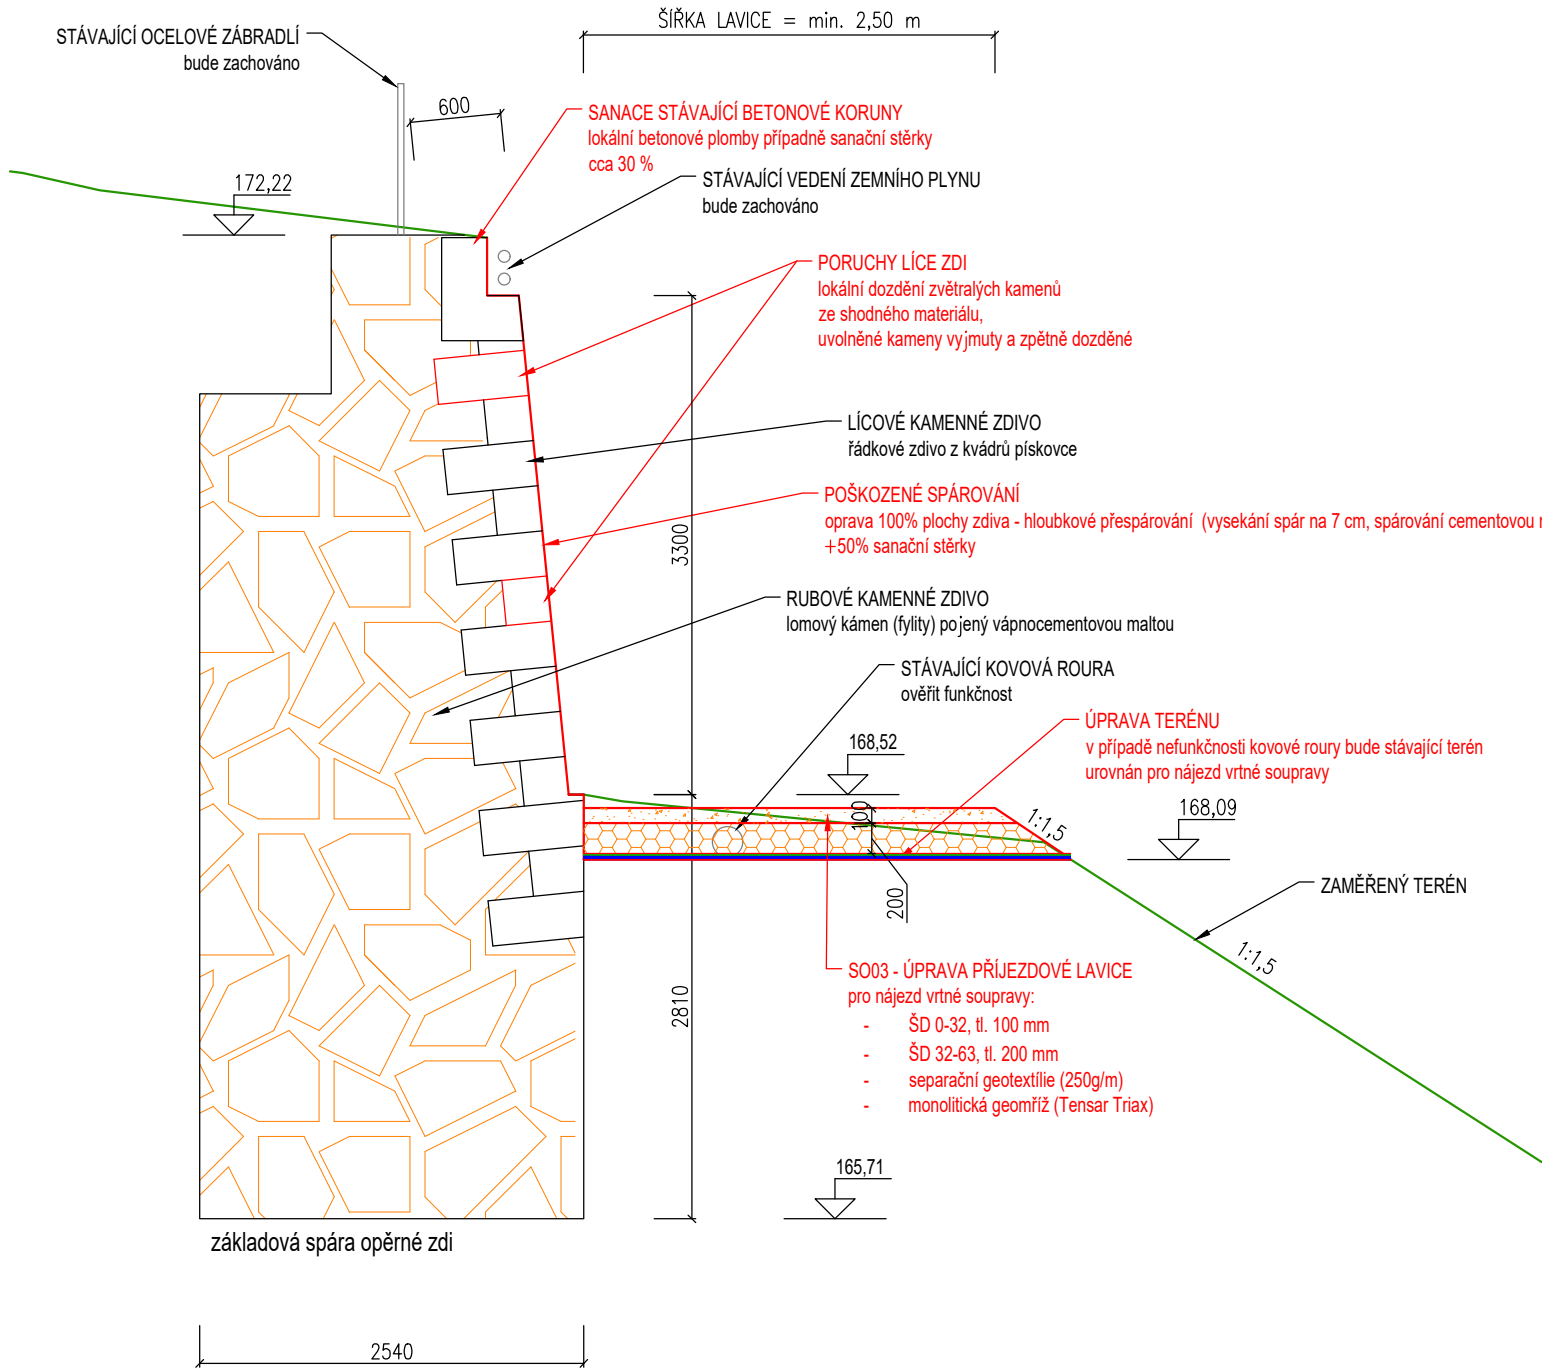 ŠÍŘKA LAVICE = min. 2,50 m
STÁVAJÍCÍ OCELOVÉ ZÁBRADLÍ
bude zachováno
600
SANACE STÁVAJÍCÍ BETONOVÉ KORUNY
lokální betonové plomby případně sanační stěrky
cca 30 %
172,22
STÁVAJÍCÍ VEDENÍ ZEMNÍHO PLYNU
bude zachováno
PORUCHY LÍCE ZDI
lokální dozdění zvětralých kamenů
ze shodného materiálu,
uvolněné kameny vyjmuty a zpětně dozděné
LÍCOVÉ KAMENNÉ ZDIVO
řádkové zdivo z kvádrů pískovce
POŠKOZENÉ SPÁROVÁNÍ
oprava 100% plochy zdiva - hloubkové přespárování (vysekání spár na 7 cm, spárování cementovou
+50% sanační stěrky
3300
RUBOVÉ KAMENNÉ ZDIVO
lomový kámen (fylity) pojený vápnocementovou maltou
STÁVAJÍCÍ KOVOVÁ ROURA
ověřit funkčnost
ÚPRAVA TERÉNU
v případě nefunkčnosti kovové roury bude stávající terén
urovnán pro nájezd vrtné soupravy
168,52
100
1:1,5
168,09
200
ZAMĚŘENÝ TERÉN
1:1,5
SO03 - ÚPRAVA PŘÍJEZDOVÉ LAVICE
pro nájezd vrtné soupravy:
- ŠD 0-32, tl. 100 mm
- ŠD 32-63, tl. 200 mm
- separační geotextílie (250g/m)
- monolitická geomříž (Tensar Triax)
2810
165,71
základová spára opěrné zdi
2540